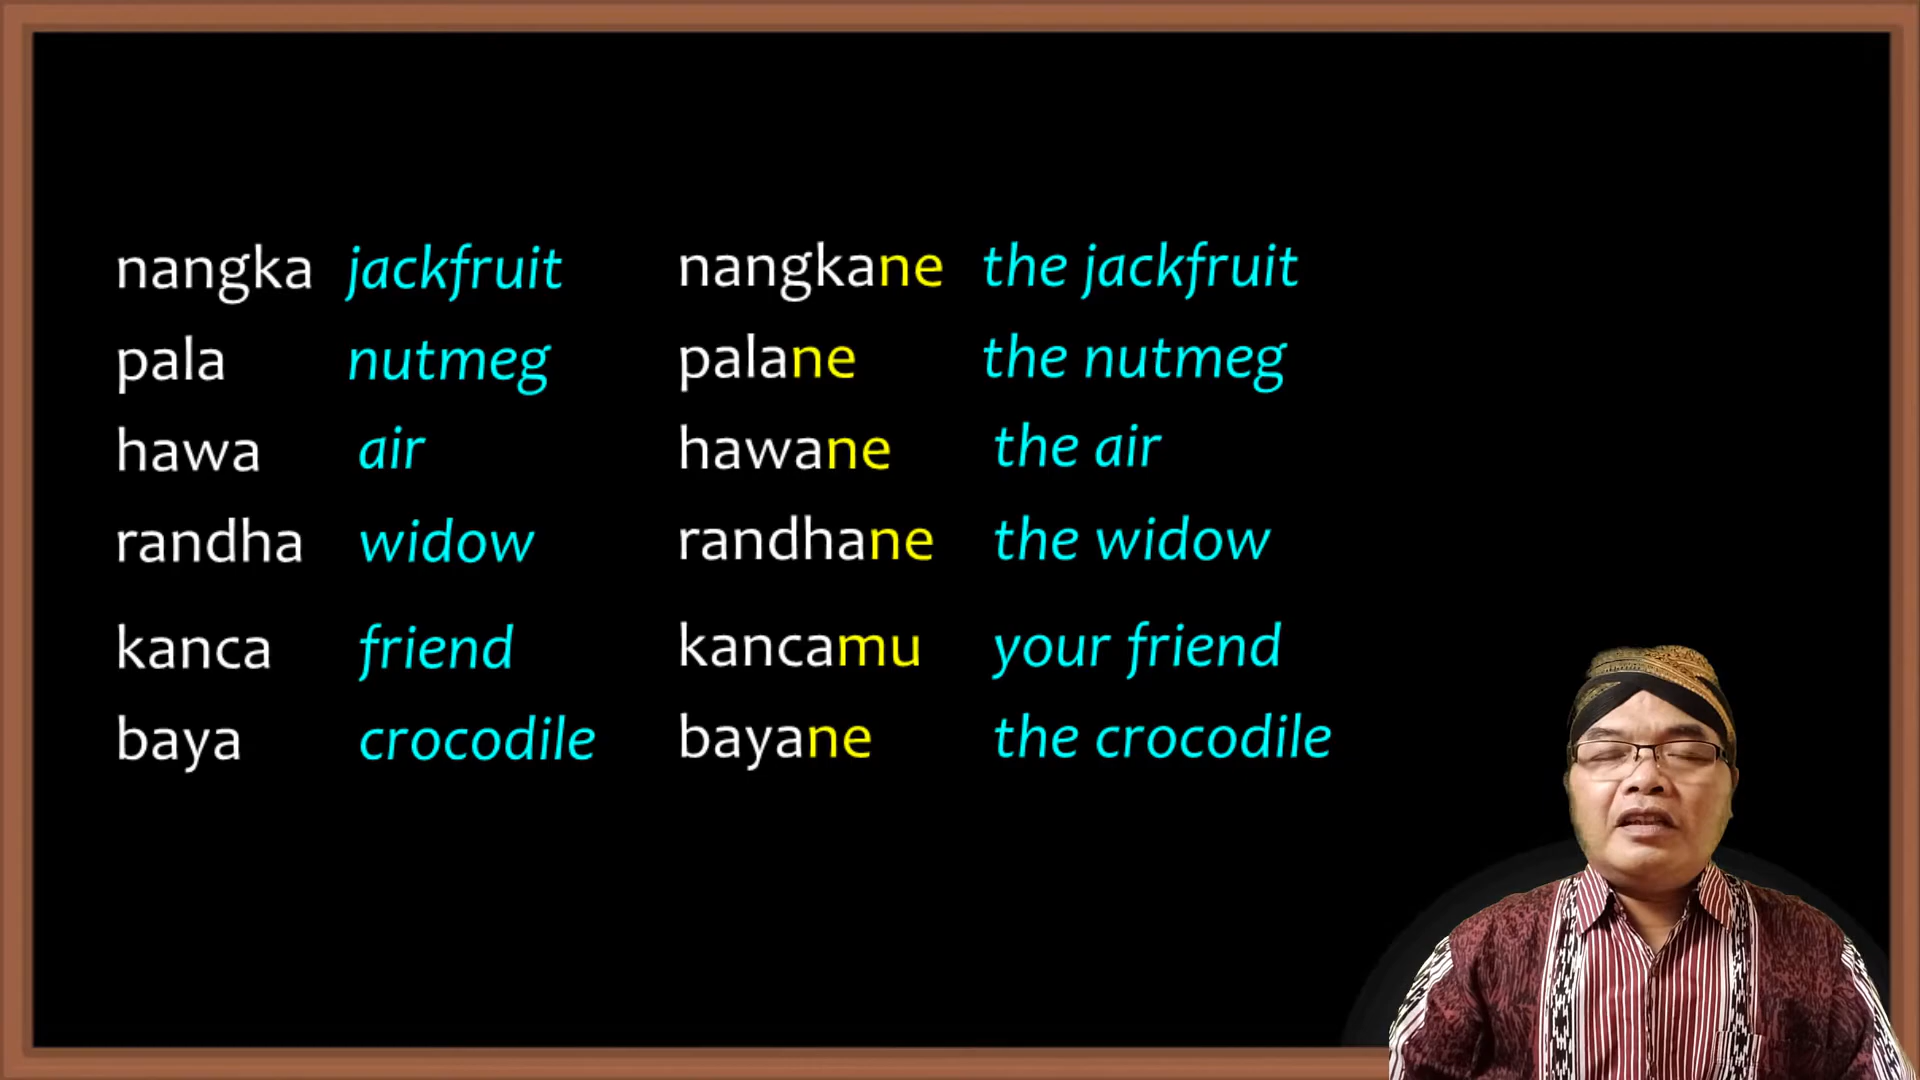 nangka jackfruit nangkane the jackfruit
pala nutmeg palane the nutmeg
hawa air hawane the air
randha widow randhane the widow
kanca friend kancamu your friend
baya crocodile bayane the crocodile